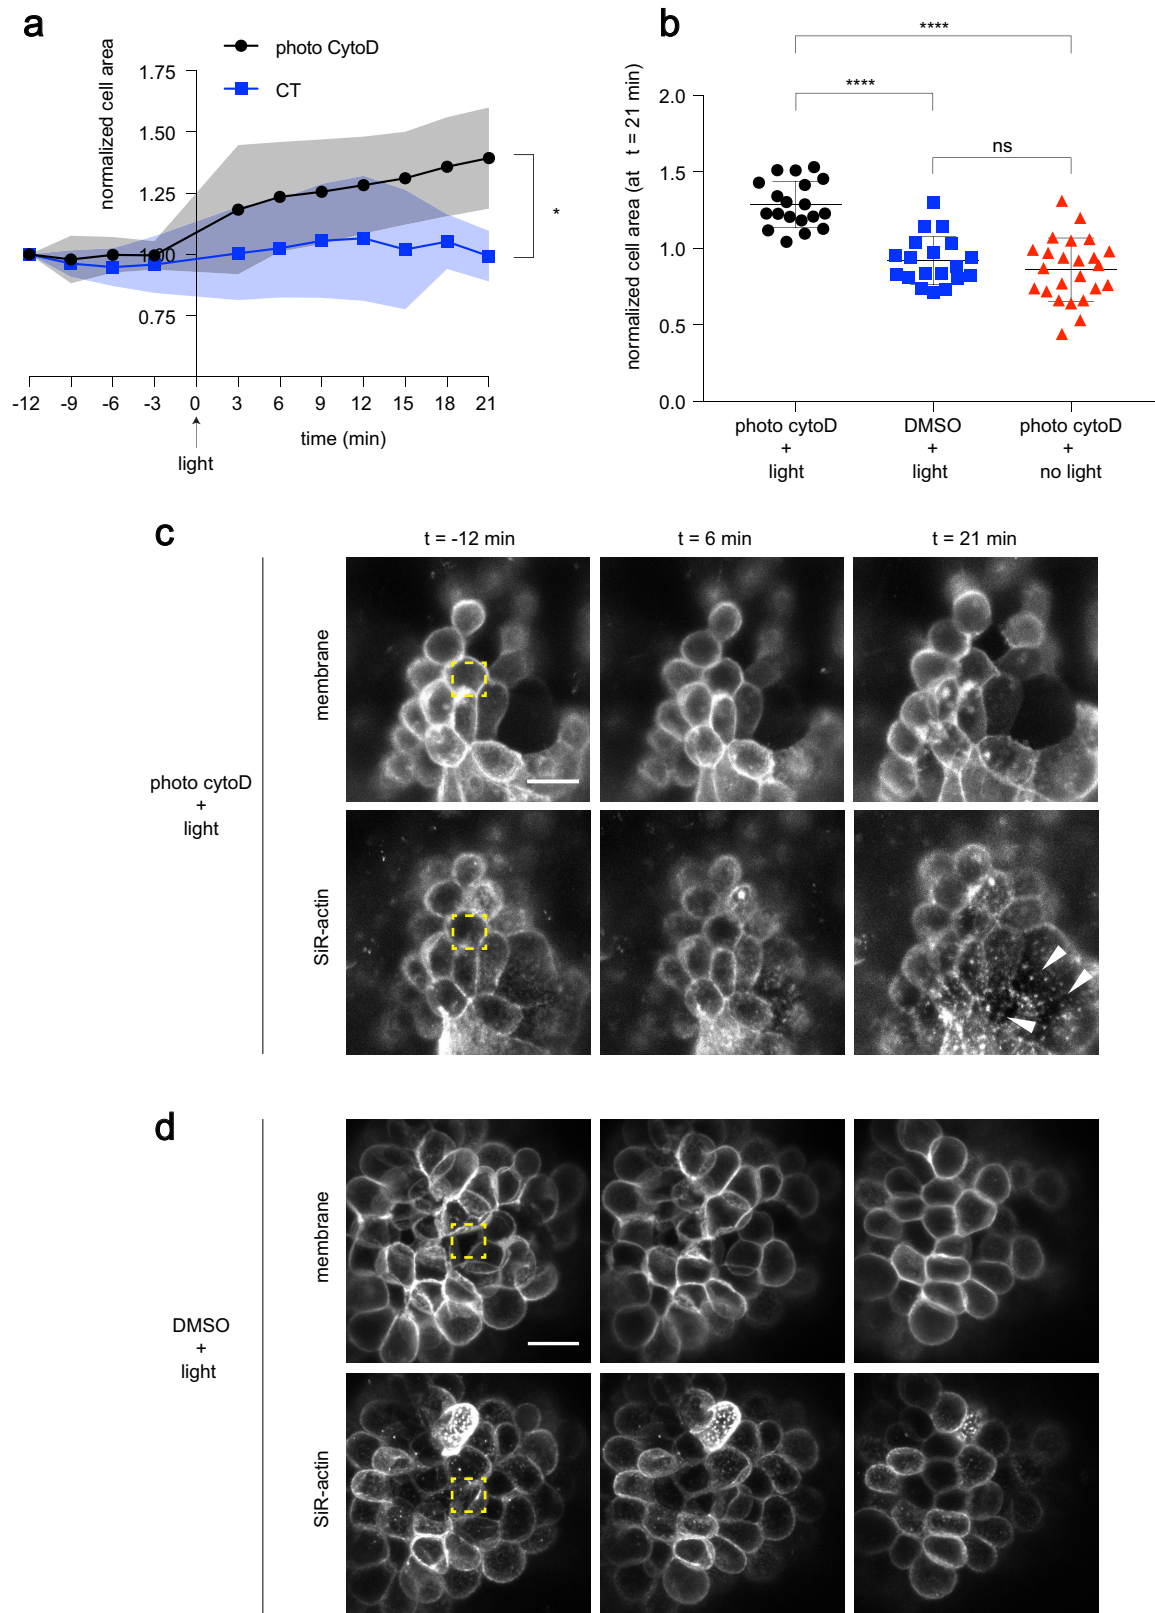 a
normalized cell area
photo CytoD
CT
1.75
1.50
1.25
1.00
0.75
*
-12 -9 -6 -3 0 3 6 9 12 15 18 21
time (min)
light
b
normalized cell area (at t = 21 min)
****
****
ns
2.0
1.5
1.0
0.5
0.0
photo cytoD
+
light
DMSO
+
light
photo cytoD
+
no light
c
t = -12 min
t = 6 min
t = 21 min
membrane
photo cytoD
+
light
SiR-actin
d
membrane
DMSO
+
light
SiR-actin